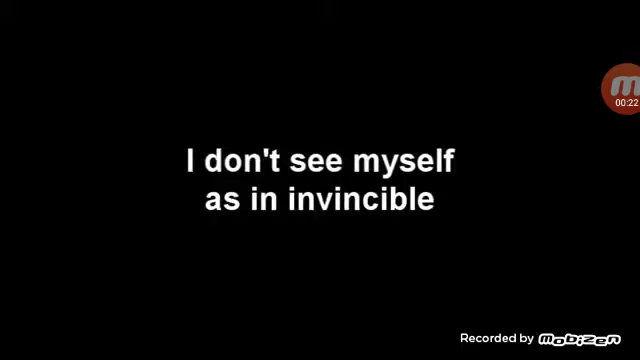 00:22
I don't see myself
as in invincible
Recorded by mobizen